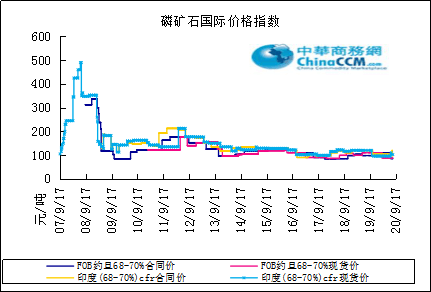 磷矿石国际价格指数
600
500
400
300
200
100
0
元/吨
中華商務網
ChinaCCM.com
China Commodity Marketplace
07/9/17
08/9/17
09/9/17
10/9/17
11/9/17
12/9/17
13/9/17
14/9/17
15/9/17
16/9/17
17/9/17
18/9/17
19/9/17
20/9/17
FOB约旦68-70%合同价
FOB约旦68-70%现货价
印度(68-70%)cfr合同价
印度(68-70%)cfr现货价